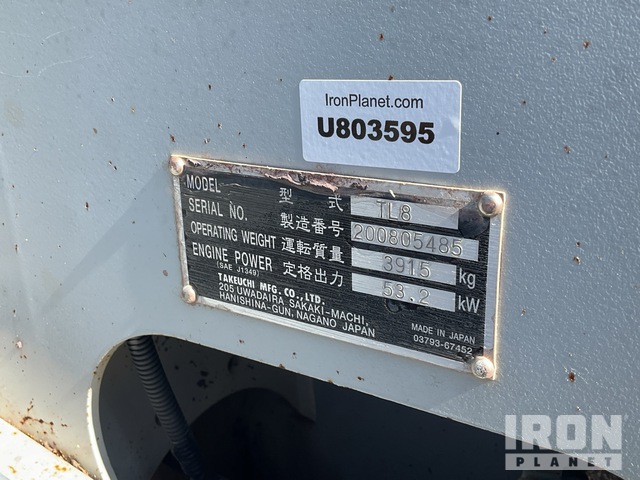 IronPlanet.com
U803595
MODEL 型式 TL8
SERIAL NO. 製造番号 200805485
OPERATING WEIGHT 運転質量 3915 kg
ENGINE POWER 定格出力 53.2 kW
(SAE J1349)
TAKEUCHI MFG. CO., LTD.
205 UWADAIRA SAKAKI-MACHI,
HANISHINA-GUN, NAGANO JAPAN
MADE IN JAPAN
03793-67452
IRON
PLANET